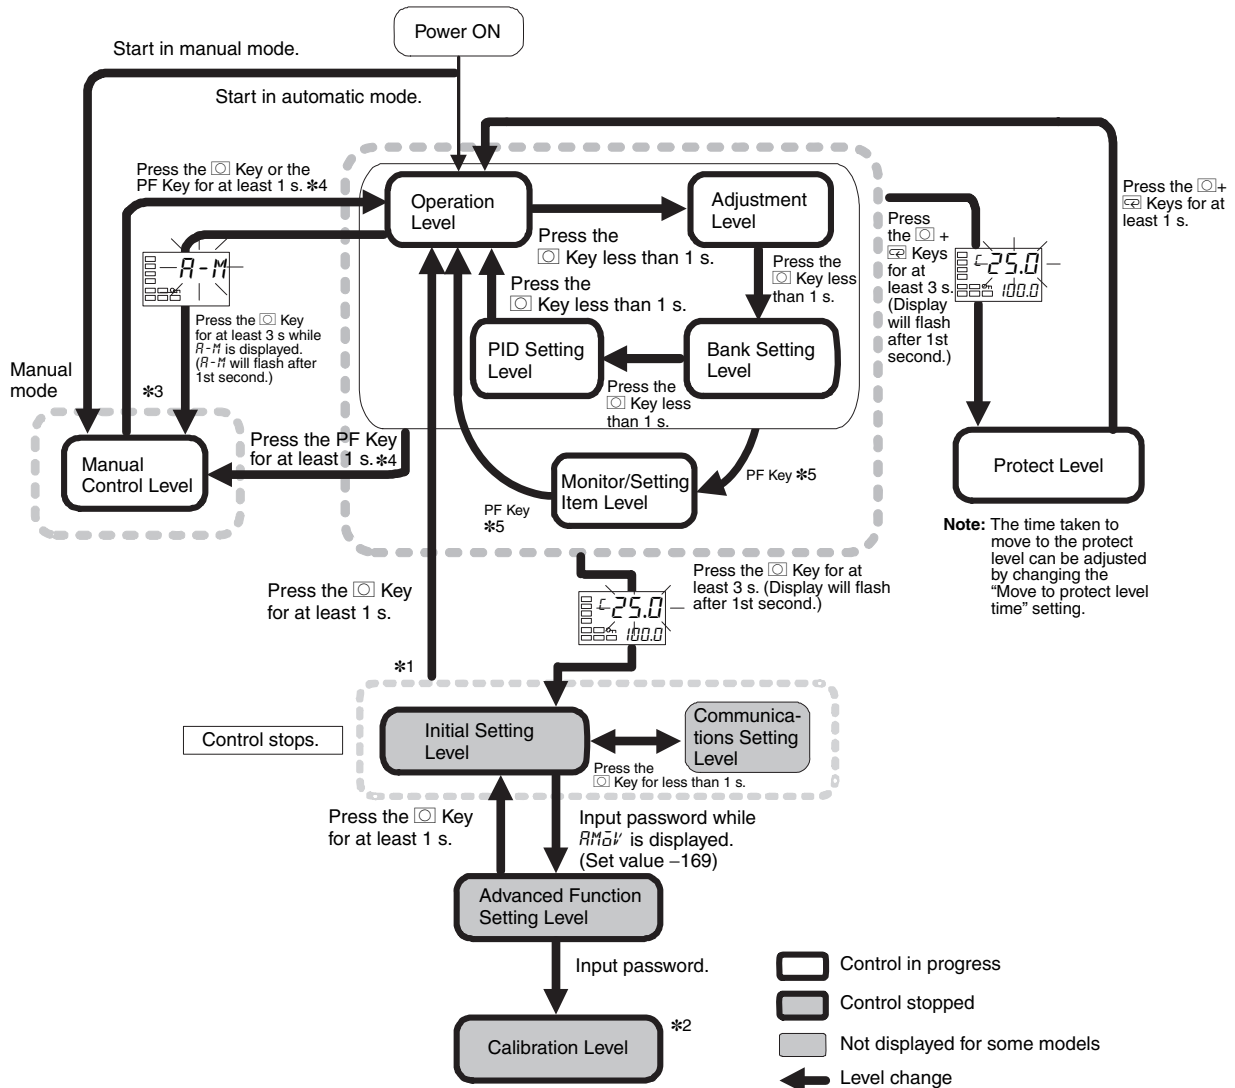 Power ON
Start in manual mode.
Start in automatic mode.
Press the Key or the
PF Key for at least 1 s. *4
Operation
Level
Adjustment
Level
Press the
Key less than 1 s.
Press the
Key less
than 1 s.
Press the
Key less than 1 s.
A-M
Press the Key
for at least 3 s while
A-M is displayed.
(A-M will flash after
1st second.)
PID Setting
Level
Bank Setting
Level
Press the
Key less
than 1 s.
Press
the +
Keys
for at
least 3 s.
(Display
will flash
after 1st
second.)
C 25.0
100.0
Press the +
Keys for at
least 1 s.
Manual
mode
*3
Manual
Control Level
Press the PF Key
for at least 1 s. *4
Monitor/Setting
Item Level
PF Key *5
PF Key
*5
Protect Level
Note: The time taken to
move to the protect
level can be adjusted
by changing the
“Move to protect level
time” setting.
Press the Key
for at least 1 s.
*1
C 25.0
100.0
Press the Key for at
least 3 s. (Display will flash
after 1st second.)
Control stops.
Initial Setting
Level
Communica-
tions Setting
Level
Press the
Key for less than 1 s.
Press the Key
for at least 1 s.
Input password while
AMoV is displayed.
(Set value –169)
Advanced Function
Setting Level
Input password.
Calibration Level
*2
Control in progress
Control stopped
Not displayed for some models
Level change